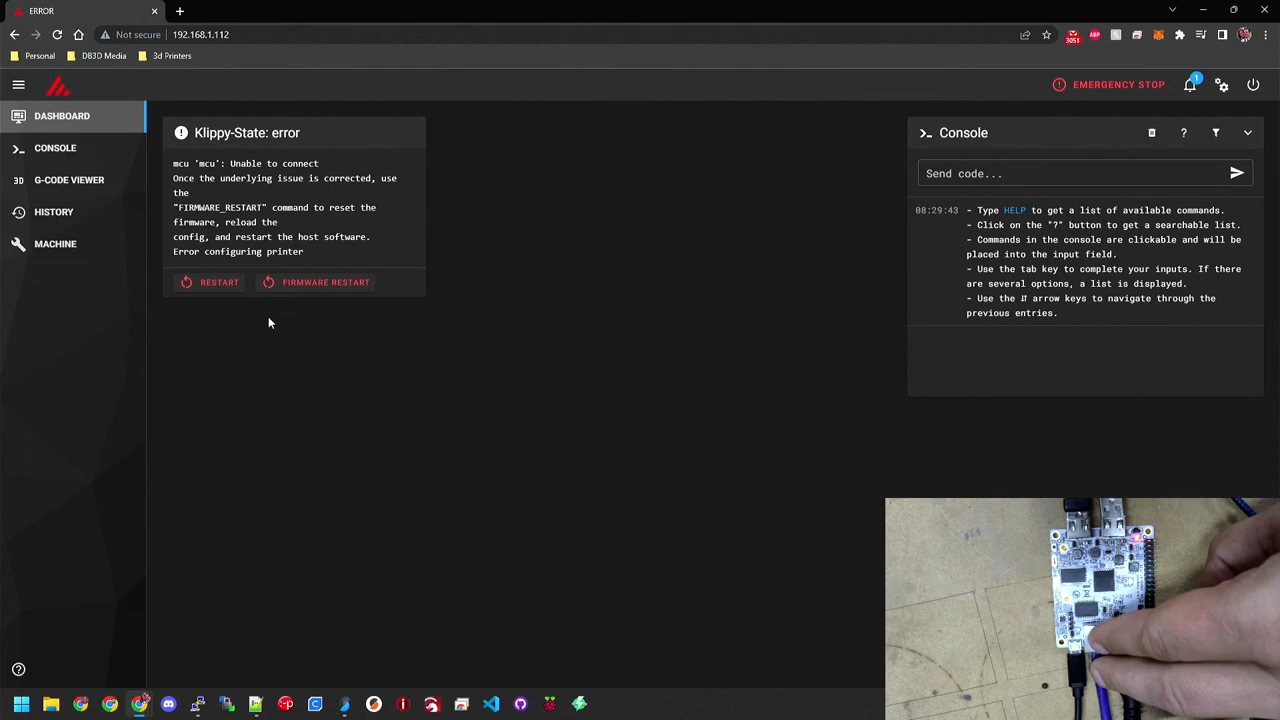 ERROR
Not secure
192.168.1.112
3051
ABP
Personal
DB3D Media
3d Printers
EMERGENCY STOP
1
DASHBOARD
CONSOLE
3D
G-CODE VIEWER
HISTORY
MACHINE
Klippy-State: error
mcu 'mcu': Unable to connect
Once the underlying issue is corrected, use
the
"FIRMWARE_RESTART" command to reset the
firmware, reload the
config, and restart the host software.
Error configuring printer
RESTART
FIRMWARE RESTART
Console
Send code...
08:29:43
- Type HELP to get a list of available commands.
- Click on the "?" button to get a searchable list.
- Commands in the console are clickable and will be
placed into the input field.
- Use the tab key to complete your inputs. If there
are several options, a list is displayed.
- Use the ⇵ arrow keys to navigate through the
previous entries.